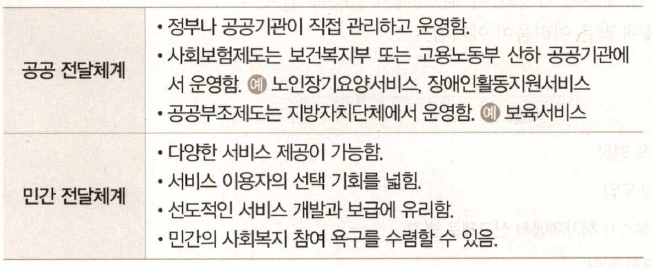 공공 전달체계
• 정부나 공공기관이 직접 관리하고 운영함.
• 사회보험제도는 보건복지부 또는 고용노동부 산하 공공기관에
서 운영함. 예 노인장기요양서비스, 장애인활동지원서비스
• 공공부조제도는 지방자치단체에서 운영함. 예 보육서비스
민간 전달체계
• 다양한 서비스 제공이 가능함.
• 서비스 이용자의 선택 기회를 넓힘.
• 선도적인 서비스 개발과 보급에 유리함.
• 민간의 사회복지 참여 욕구를 수렴할 수 있음.